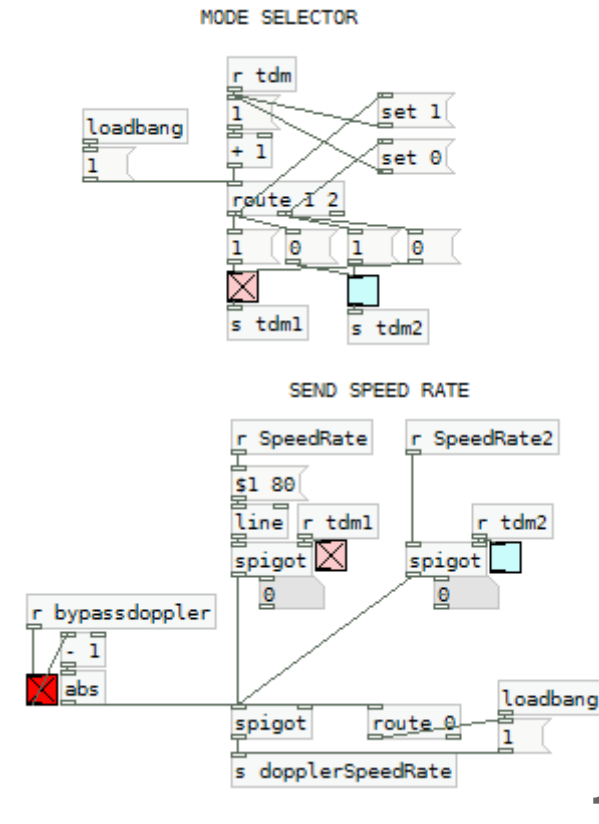 MODE SELECTOR
r tdm
1
set 1
loadbang
+ 1
set 0
1
route 1 2
1
0
1
0
s tdm1
s tdm2
SEND SPEED RATE
r SpeedRate
r SpeedRate2
$1 80
line
r tdm1
r tdm2
spigot
spigot
0
0
r bypassdoppler
- 1
abs
loadbang
spigot
route 0
1
s dopplerSpeedRate